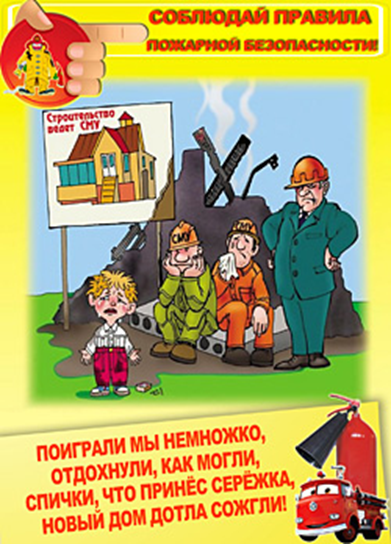 СОБЛЮДАЙ ПРАВИЛА
ПОЖАРНОЙ БЕЗОПАСНОСТИ!
Строительство
ведёт СМУ
СМУ
СМУ
ПОИГРАЛИ МЫ НЕМНОЖКО,
ОТДОХНУЛИ, КАК МОГЛИ,
СПИЧКИ, ЧТО ПРИНЁС СЕРЁЖКА,
НОВЫЙ ДОМ ДОТЛА СОЖГЛИ!